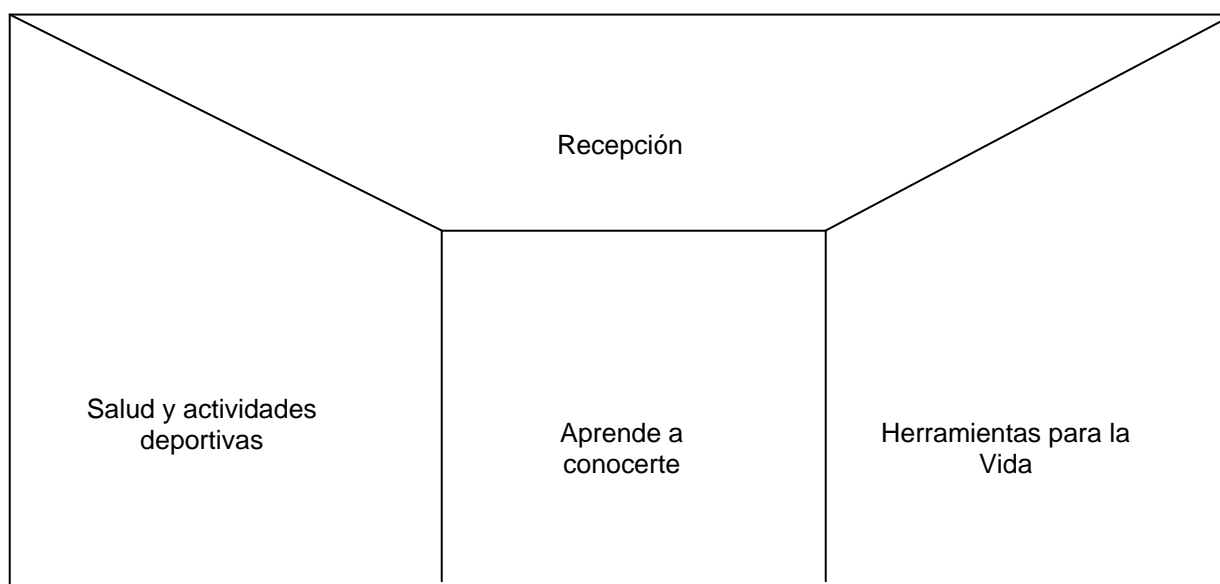 Recepción
Salud y actividades
deportivas
Aprende a
conocerte
Herramientas para la
Vida